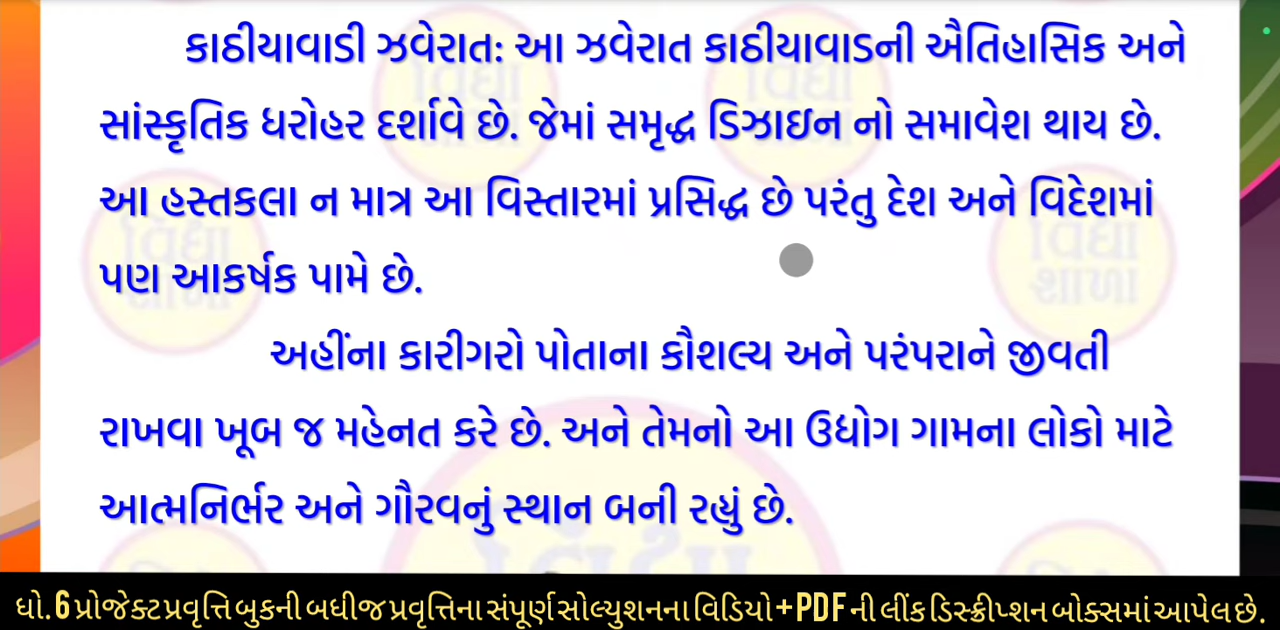 કાઠીયાવાડી ઝવેરાત: આ ઝવેરાત કાઠીયાવાડની ઐતિહાસિક અને
સાંસ્કૃતિક ધરોહર દર્શાવે છે. જેમાં સમૃદ્ધ ડિઝાઇન નો સમાવેશ થાય છે.
આ હસ્તકલા ન માત્ર આ વિસ્તારમાં પ્રસિદ્ધ છે પરંતુ દેશ અને વિદેશમાં
પણ આકર્ષક પામે છે.
અહીંના કારીગરો પોતાના કૌશલ્ય અને પરંપરાને જીવતી
રાખવા ખૂબ જ મહેનત કરે છે. અને તેમનો આ ઉદ્યોગ ગામના લોકો માટે
આત્મનિર્ભર અને ગૌરવનું સ્થાન બની રહ્યું છે.
ધો. 6 પ્રોજેક્ટ પ્રવૃત્તિ બુકની બધી જ પ્રવૃત્તિના સંપૂર્ણ સોલ્યુશનના વિડિયો + PDF ની લીંક ડિસ્ક્રીપ્શન બોક્સમાં આપેલ છે.